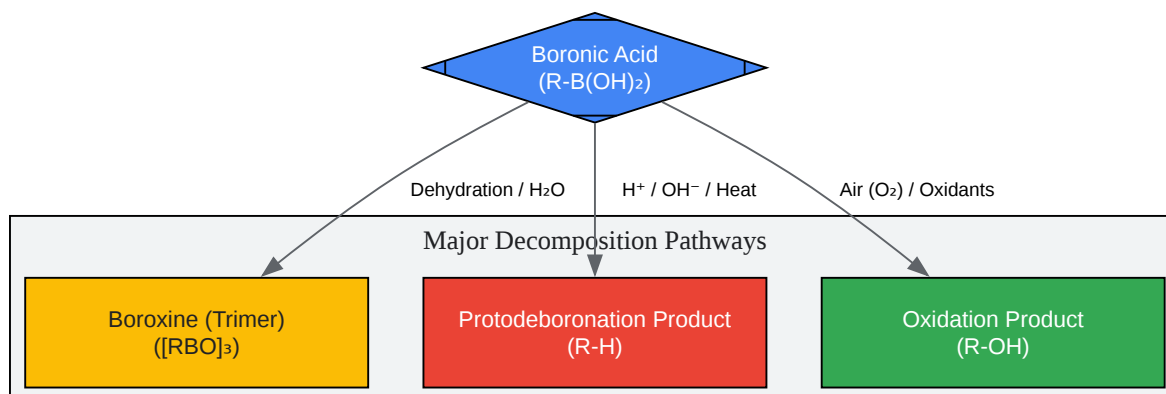 Boronic Acid
(R-B(OH)₂)
Dehydration / H₂O
H⁺ / OH⁻ / Heat
Air (O₂) / Oxidants
Major Decomposition Pathways
Boroxine (Trimer)
([RBO]₃)
Protodeboronation Product
(R-H)
Oxidation Product
(R-OH)